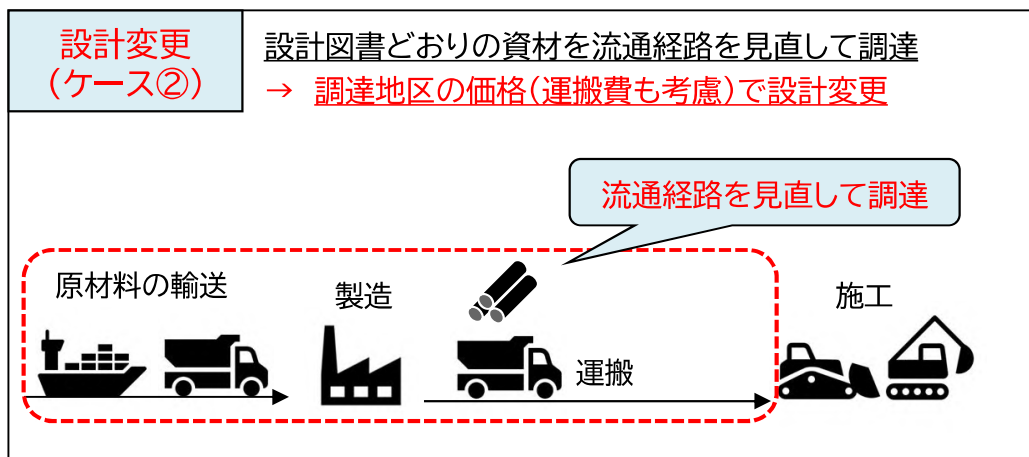 設計変更
（ケース②）
設計図書どおりの資材を流通経路を見直して調達
→ 調達地区の価格（運搬費も考慮）で設計変更
流通経路を見直して調達
原材料の輸送
製造
運搬
施工